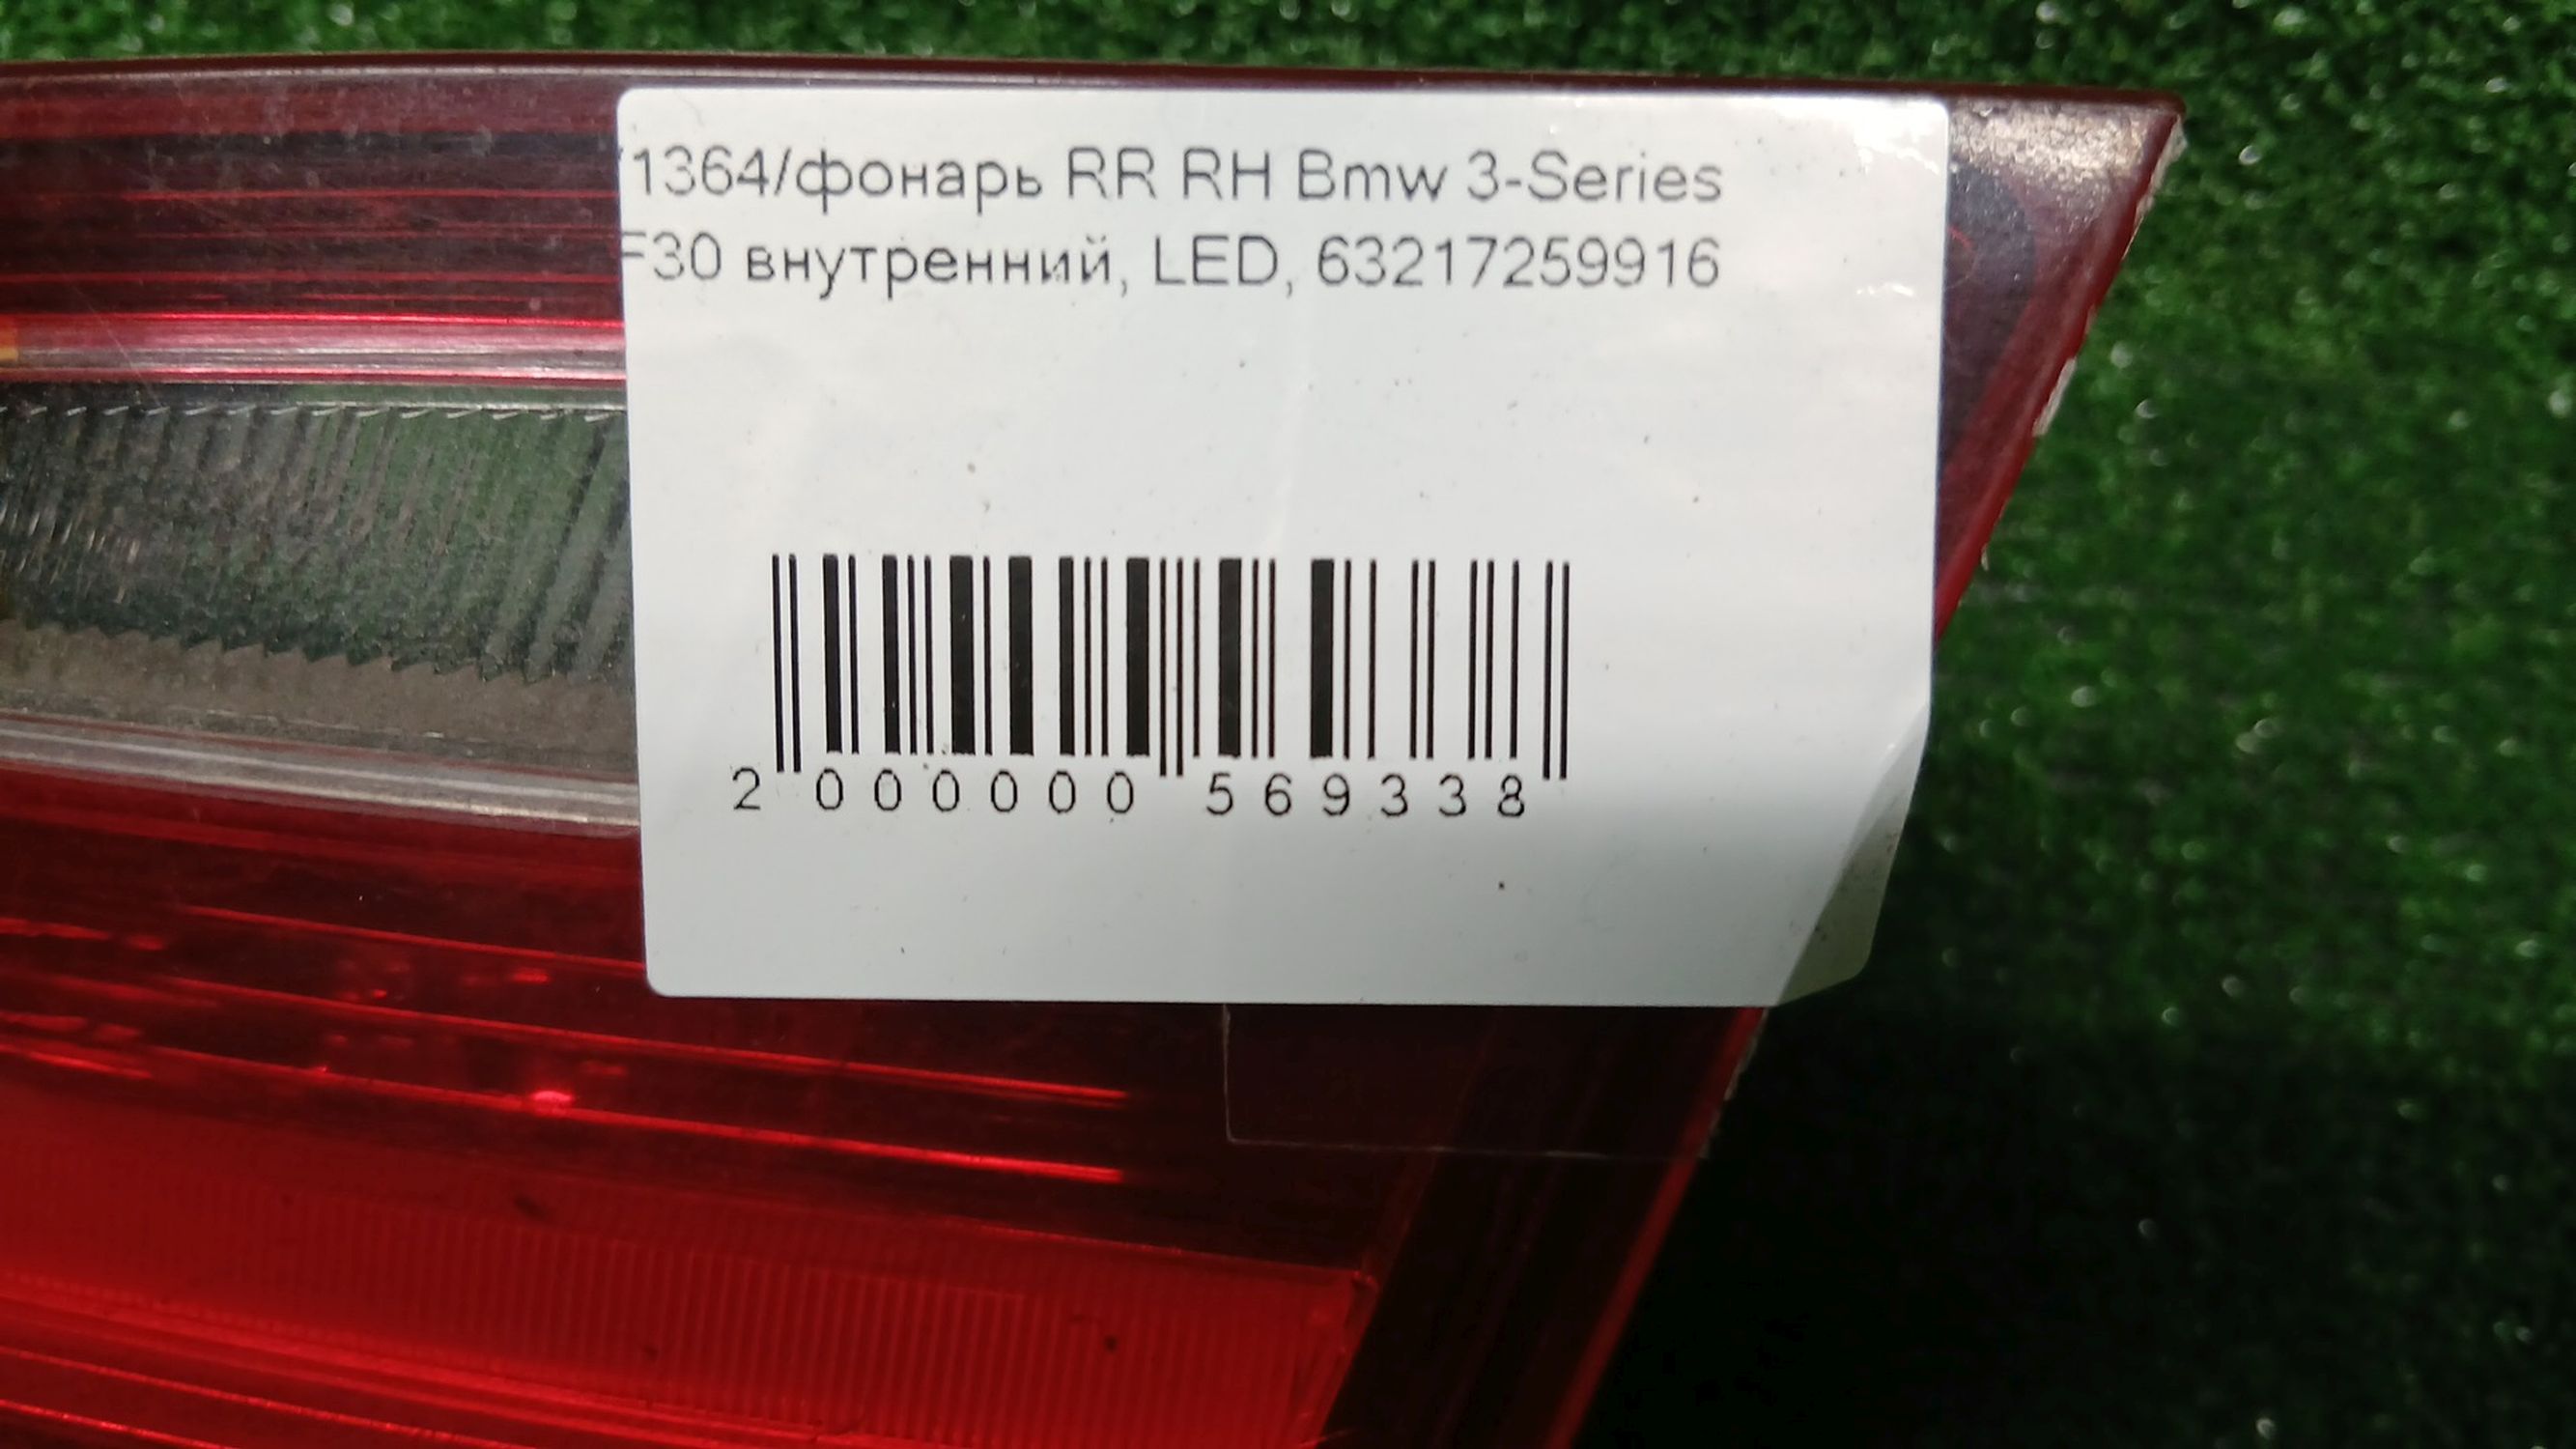 1364/фонарь RR RH Bmw 3-Series
F30 внутренний, LED, 63217259916
2 000000 569338